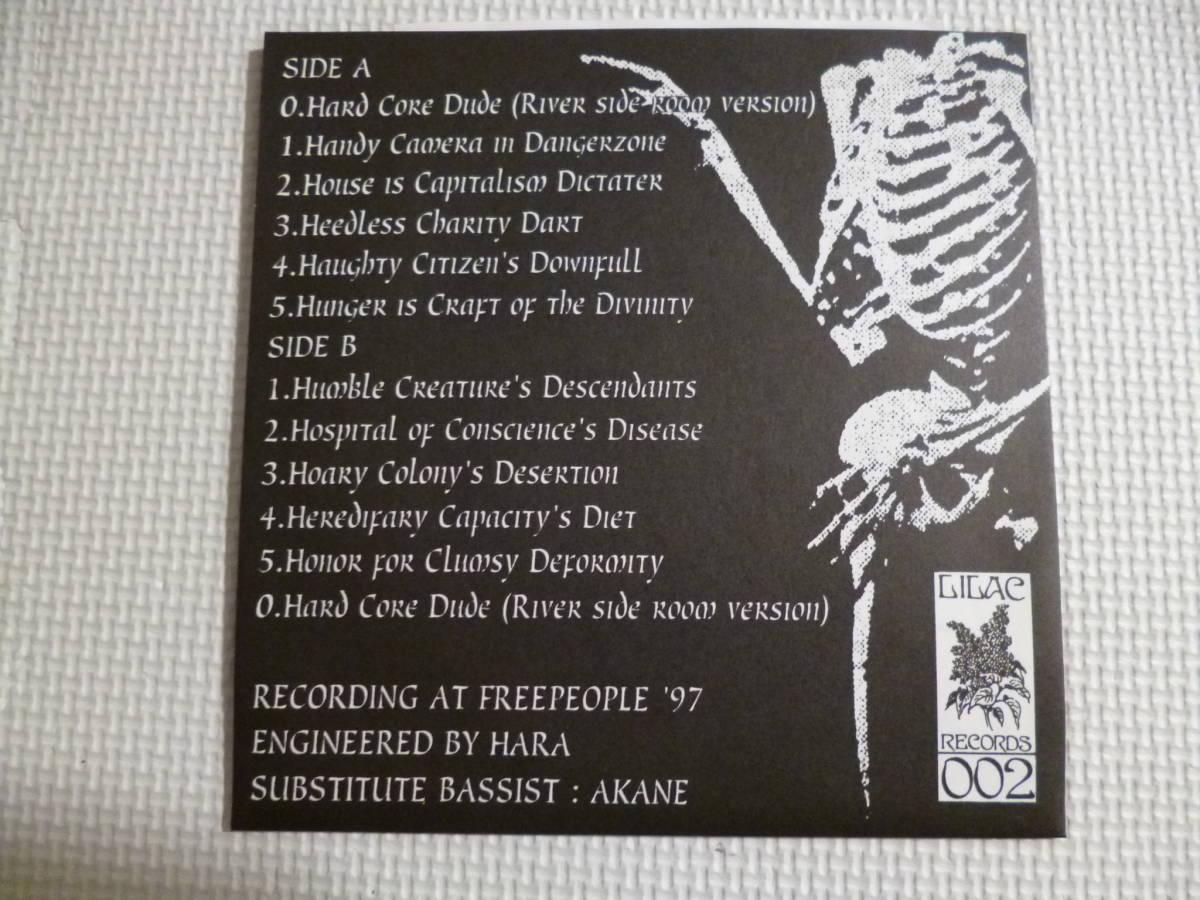 SIDE A
0.Hard Core Dude (River side room version)
1.Handy Camera in Dangerzone
2.House is Capitalism Dictater
3.Heedless Charity Dart
4.Haughty Citizen's Downfull
5.Hunger is Craft of the Divinity
SIDE B
1.Humble Creature's Descendants
2.Hospital of Conscience's Disease
3.Hoary Colony's Desertion
4.Heredifary Capacity's Diet
5.Honor for Clumsy Deformity
0.Hard Core Dude (River side room version)
RECORDING AT FREEPEOPLE '97
ENGINEERED BY HARA
SUBSTITUTE BASSIST : AKANE
LILAC
RECORDS
002